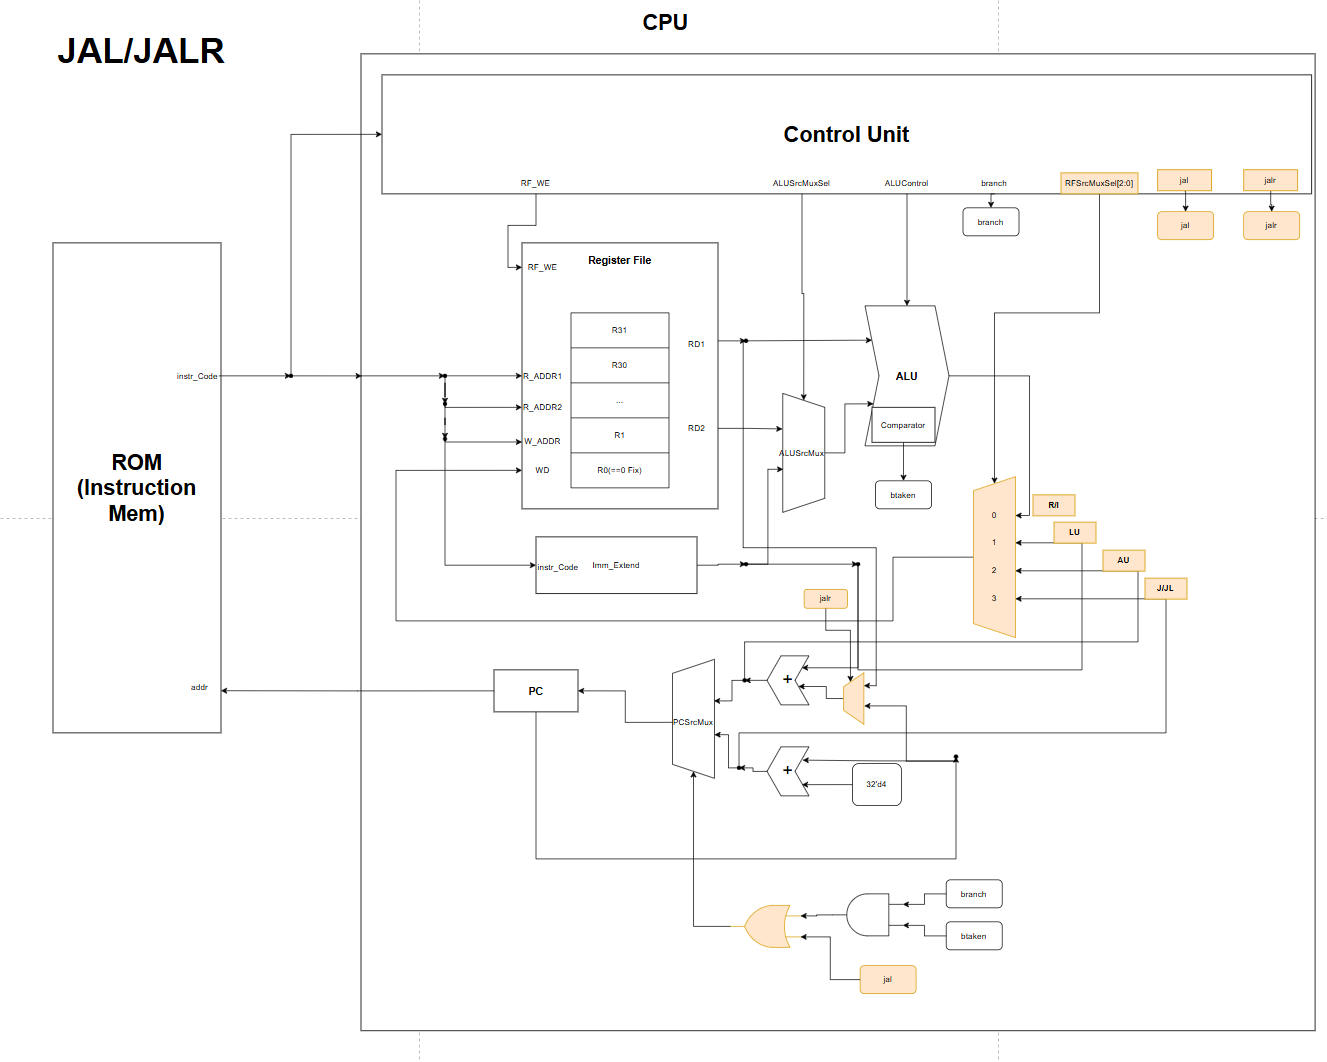 CPU
JAL/JALR
Control Unit
RF_WE
ALUSrcMuxSel
ALUControl
branch
RFSrcMuxSel[2:0]
jal
jalr
branch
jal
jalr
Register File
RF_WE
R31
R30
...
R1
R0(==0 Fix)
RD1
RD2
R_ADDR1
R_ADDR2
W_ADDR
WD
instr_Code
ROM
(Instruction
Mem)
addr
ALU
Comparator
ALUSrcMux
btaken
0
1
2
3
R/I
LU
AU
J/JL
instr_Code
Imm_Extend
jalr
PC
PCSrcMux
+
+
32'd4
branch
btaken
jal